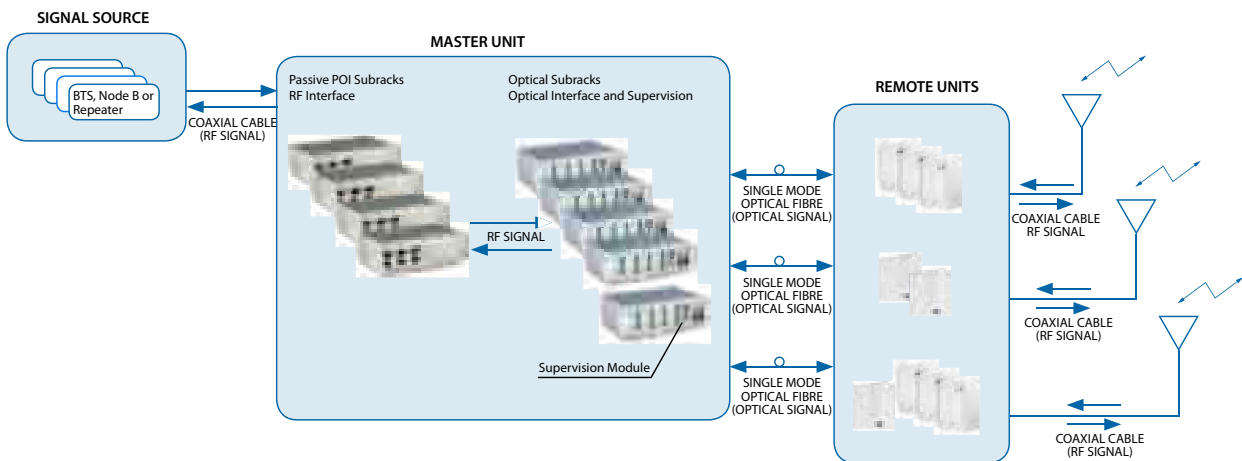 SIGNAL SOURCE
BTS, Node B or
Repeater
COAXIAL CABLE
(RF SIGNAL)
MASTER UNIT
Passive POI Subracks
RF Interface
Optical Subracks
Optical Interface and Supervision
RF SIGNAL
Supervision Module
SINGLE MODE
OPTICAL FIBRE
(OPTICAL SIGNAL)
SINGLE MODE
OPTICAL FIBRE
(OPTICAL SIGNAL)
SINGLE MODE
OPTICAL FIBRE
(OPTICAL SIGNAL)
REMOTE UNITS
COAXIAL CABLE
RF SIGNAL
COAXIAL CABLE
(RF SIGNAL)
COAXIAL CABLE
(RF SIGNAL)